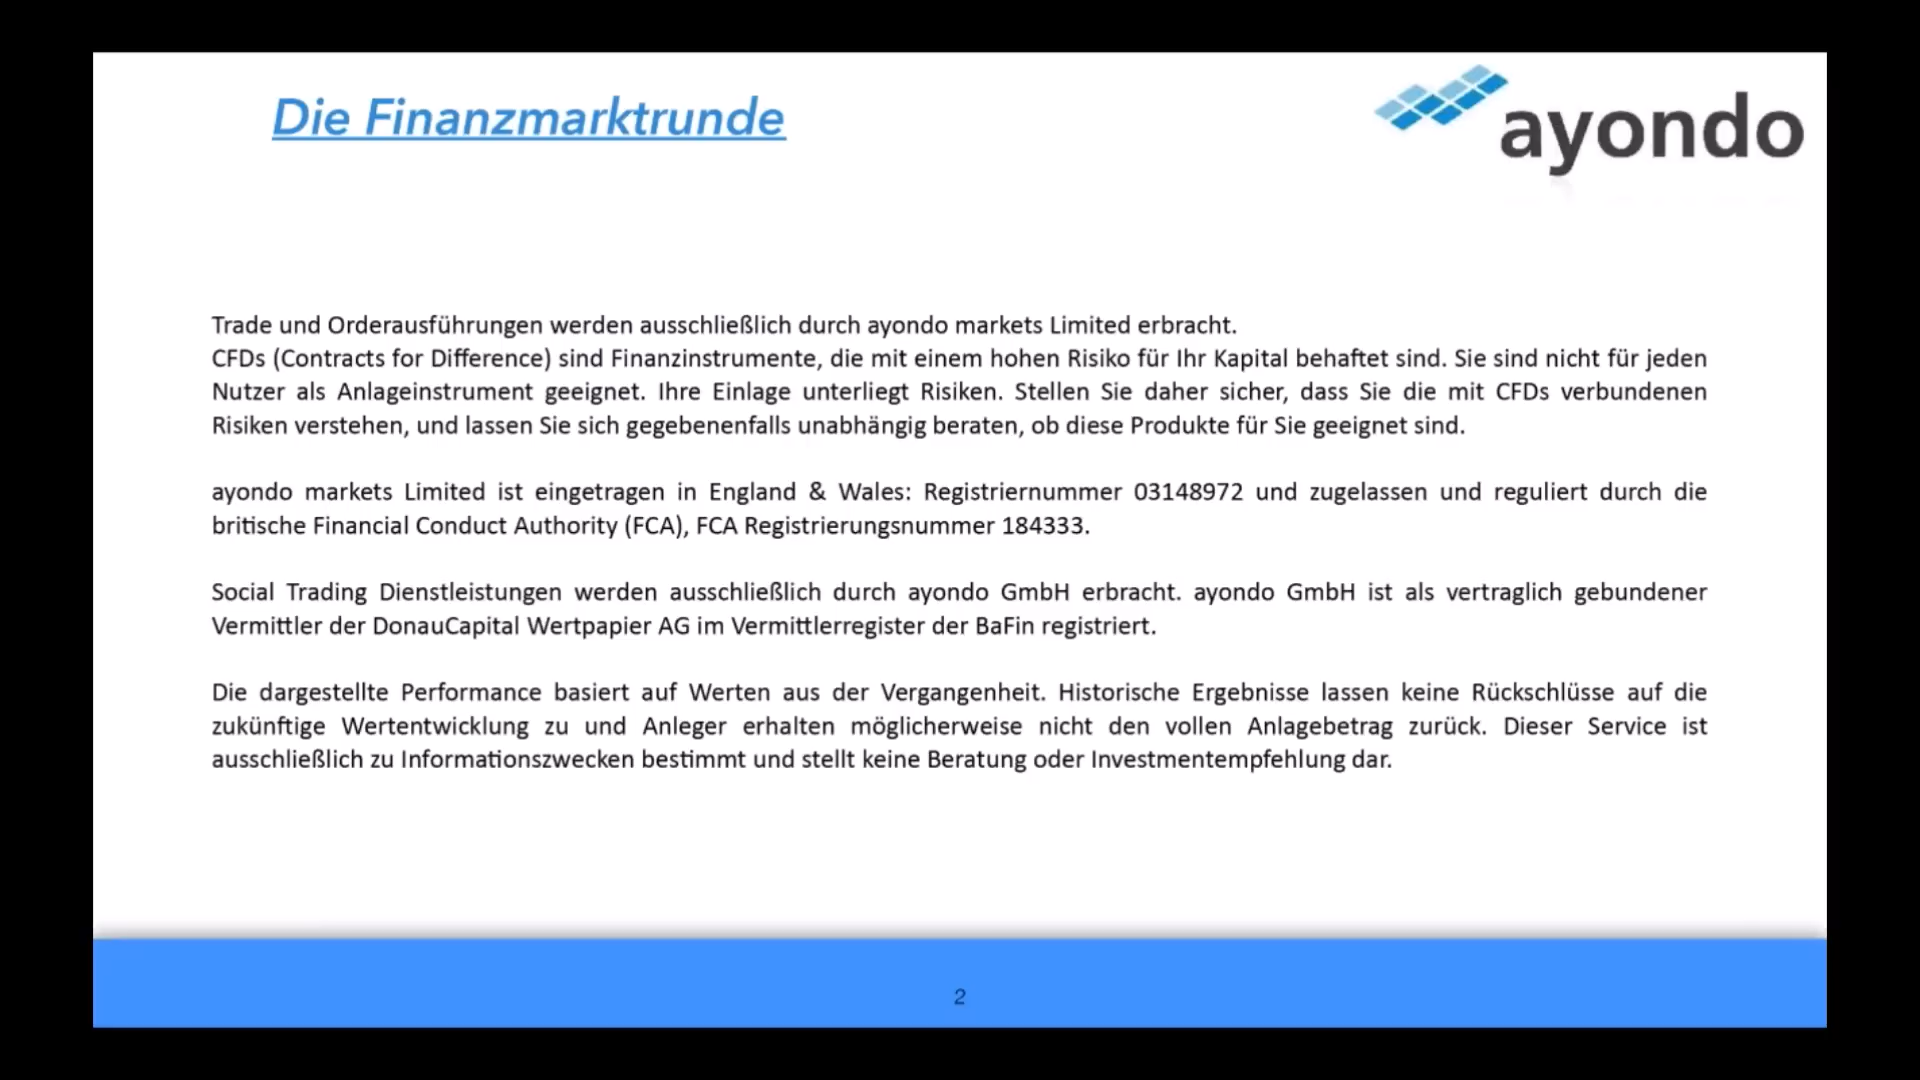 Die Finanzmarktrunde
ayondo
Trade und Orderausführungen werden ausschließlich durch ayondo markets Limited erbracht.
CFDs (Contracts for Difference) sind Finanzinstrumente, die mit einem hohen Risiko für Ihr Kapital behaftet sind. Sie sind nicht für jeden
Nutzer als Anlageinstrument geeignet. Ihre Einlage unterliegt Risiken. Stellen Sie daher sicher, dass Sie die mit CFDs verbundenen
Risiken verstehen, und lassen Sie sich gegebenenfalls unabhängig beraten, ob diese Produkte für Sie geeignet sind.
ayondo markets Limited ist eingetragen in England & Wales: Registriernummer 03148972 und zugelassen und reguliert durch die
britische Financial Conduct Authority (FCA), FCA Registrierungsnummer 184333.
Social Trading Dienstleistungen werden ausschließlich durch ayondo GmbH erbracht. ayondo GmbH ist als vertraglich gebundener
Vermittler der DonauCapital Wertpapier AG im Vermittlerregister der BaFin registriert.
Die dargestellte Performance basiert auf Werten aus der Vergangenheit. Historische Ergebnisse lassen keine Rückschlüsse auf die
zukünftige Wertentwicklung zu und Anleger erhalten möglicherweise nicht den vollen Anlagebetrag zurück. Dieser Service ist
ausschließlich zu Informationszwecken bestimmt und stellt keine Beratung oder Investmentempfehlung dar.
2